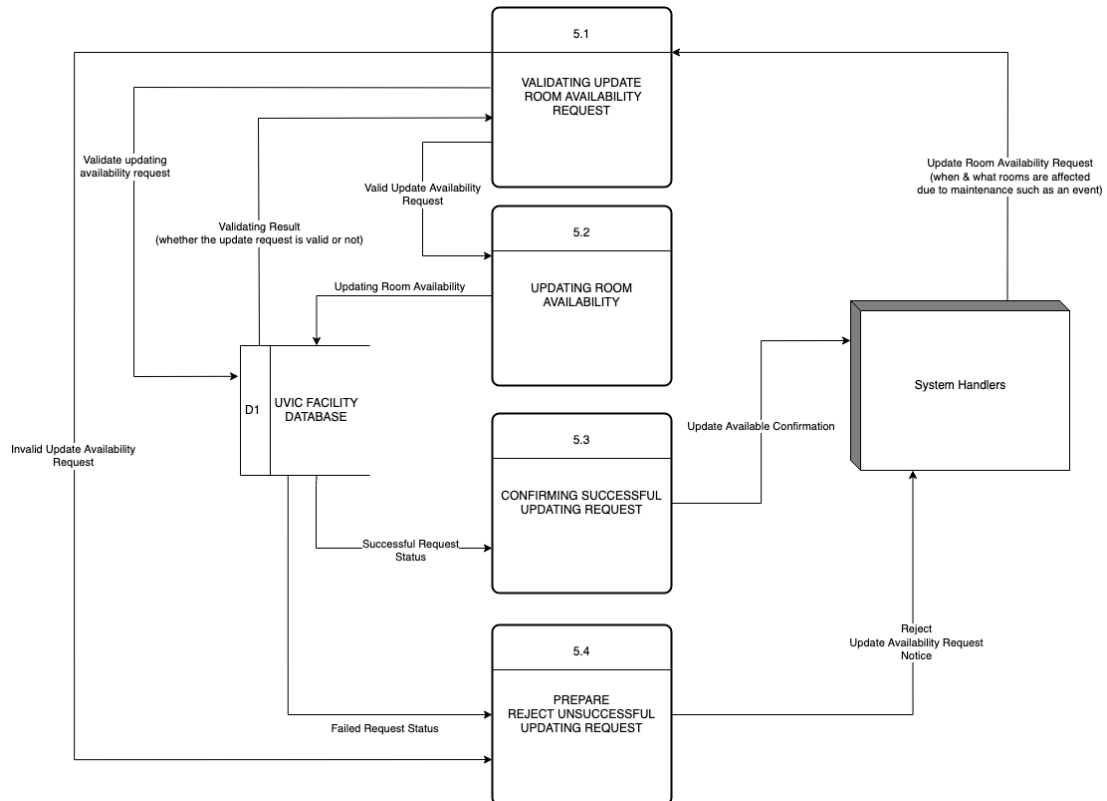 5.1
VALIDATING UPDATE
ROOM AVAILABILITY
REQUEST
Validate updating
availability request
Update Room Availability Request
(when & what rooms are affected
due to maintenance such as an event)
Valid Update Availability
Request
Validating Result
(whether the update request is valid or not)
5.2
UPDATING ROOM
AVAILABILITY
Updating Room Availability
System Handlers
D1
UVIC FACILITY
DATABASE
Invalid Update Availability
Request
5.3
Update Available Confirmation
CONFIRMING SUCCESSFUL
UPDATING REQUEST
Successful Request
Status
5.4
Reject
Update Availability Request
Notice
PREPARE
REJECT UNSUCCESSFUL
UPDATING REQUEST
Failed Request Status